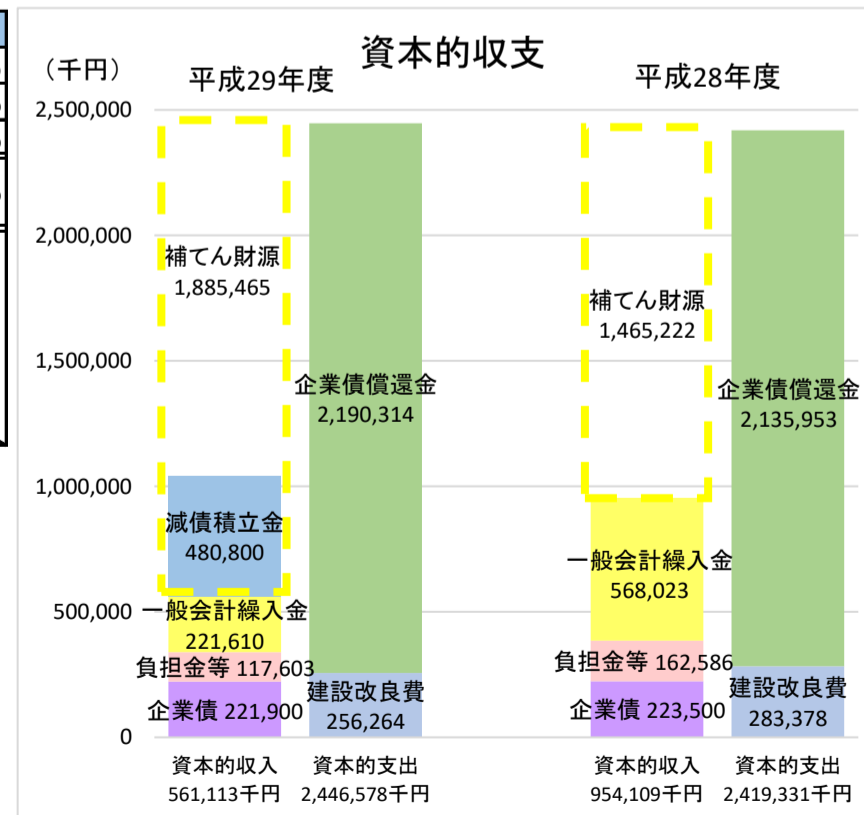 資本的収支
（千円）
平成29年度
平成28年度
2,500,000
2,000,000
1,500,000
1,000,000
500,000
0
補てん財源
1,885,465
減債積立金
480,800
一般会計繰入金
221,610
負担金等 117,603
企業債 221,900
企業債償還金
2,190,314
建設改良費
256,264
補てん財源
1,465,222
一般会計繰入金
568,023
負担金等 162,586
企業債 223,500
企業債償還金
2,135,953
建設改良費
283,378
資本的収入
561,113千円
資本的支出
2,446,578千円
資本的収入
954,109千円
資本的支出
2,419,331千円